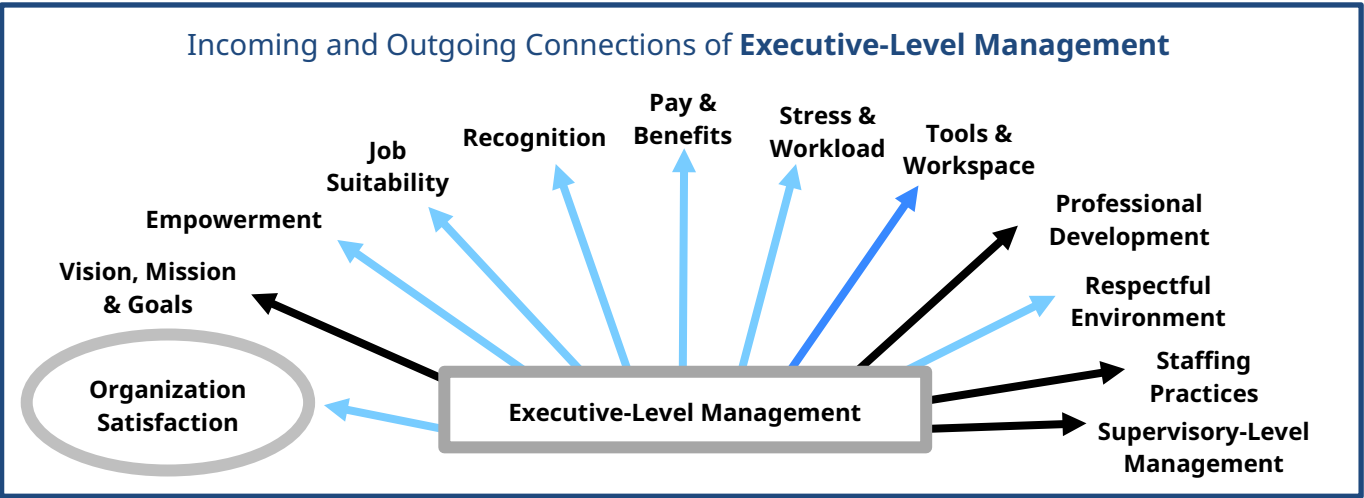 Incoming and Outgoing Connections of Executive-Level Management
Pay &
Benefits
Stress &
Workload
Recognition
Tools &
Workspace
Job
Suitability
Empowerment
Professional
Development
Vision, Mission
& Goals
Respectful
Environment
Organization
Satisfaction
Executive-Level Management
Staffing
Practices
Supervisory-Level
Management